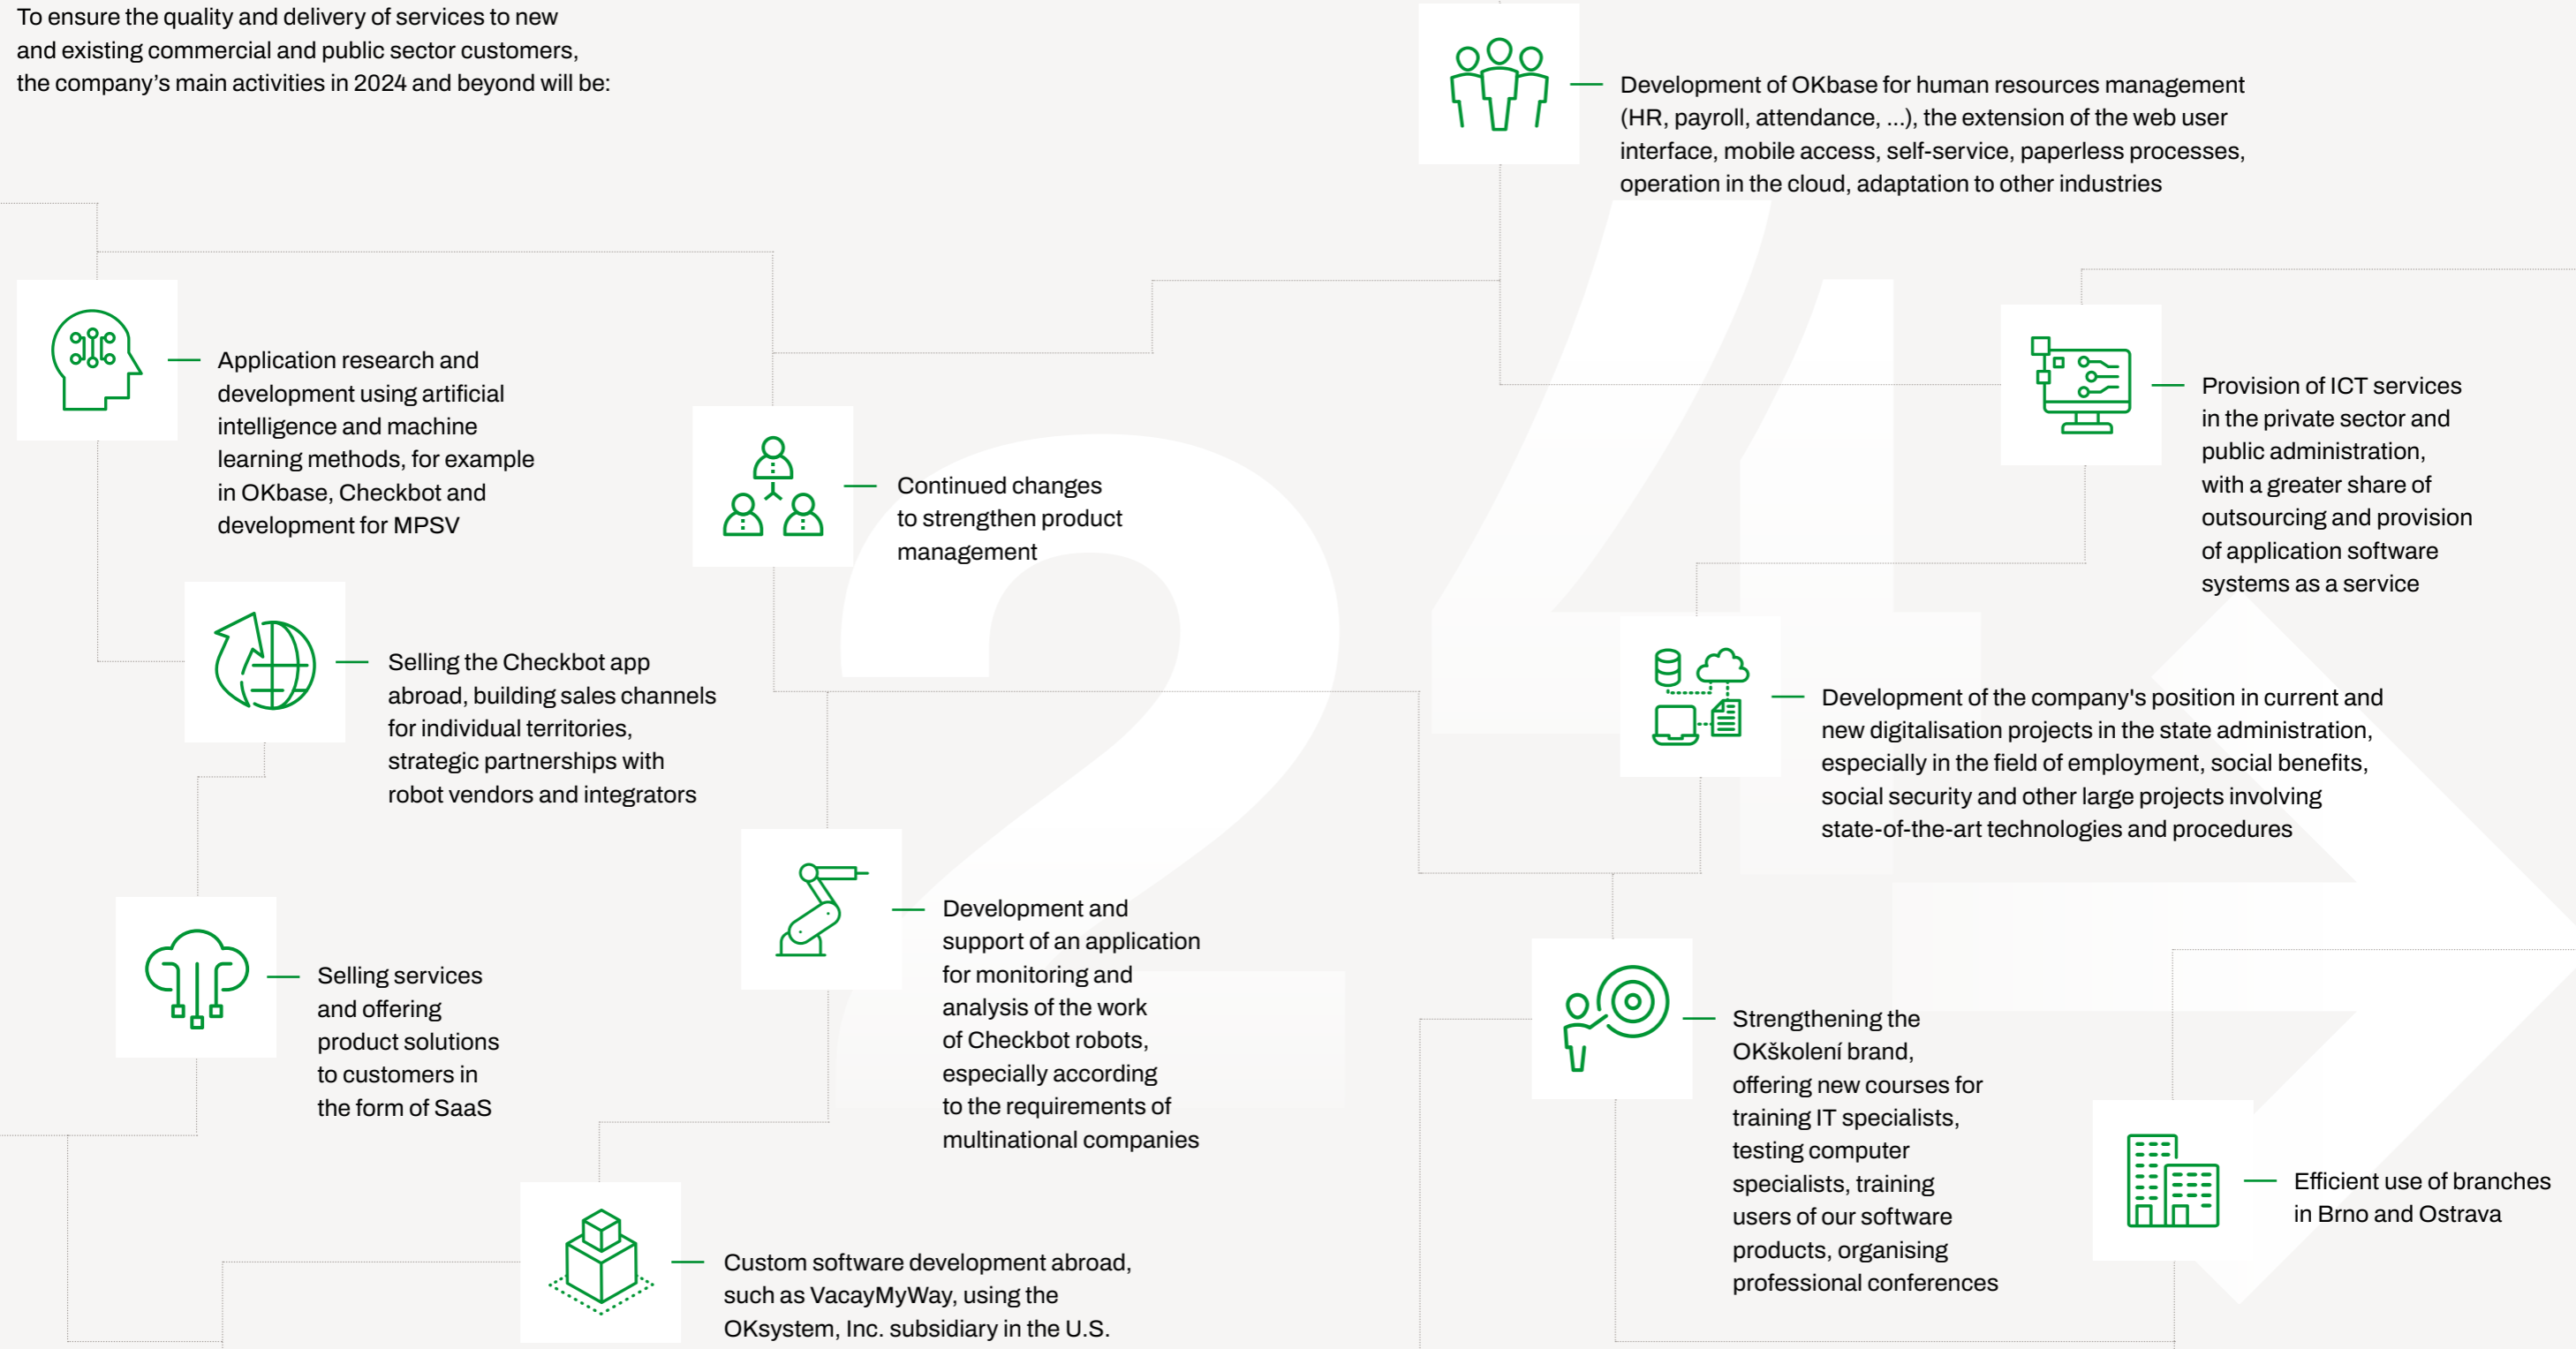 To ensure the quality and delivery of services to new
and existing commercial and public sector customers,
the company’s main activities in 2024 and beyond will be:
Development of OKbase for human resources management
(HR, payroll, attendance, ...), the extension of the web user
interface, mobile access, self-service, paperless processes,
operation in the cloud, adaptation to other industries
Application research and
development using artificial
intelligence and machine
learning methods, for example
in OKbase, Checkbot and
development for MPSV
Continued changes
to strengthen product
management
Provision of ICT services
in the private sector and
public administration,
with a greater share of
outsourcing and provision
of application software
systems as a service
Selling the Checkbot app
abroad, building sales channels
for individual territories,
strategic partnerships with
robot vendors and integrators
Development of the company's position in current and
new digitalisation projects in the state administration,
especially in the field of employment, social benefits,
social security and other large projects involving
state-of-the-art technologies and procedures
Selling services
and offering
product solutions
to customers in
the form of SaaS
Development and
support of an application
for monitoring and
analysis of the work
of Checkbot robots,
especially according
to the requirements of
multinational companies
Strengthening the
OKškolení brand,
offering new courses for
training IT specialists,
testing computer
specialists, training
users of our software
products, organising
professional conferences
Efficient use of branches
in Brno and Ostrava
Custom software development abroad,
such as VacayMyWay, using the
OKsystem, Inc. subsidiary in the U.S.
24